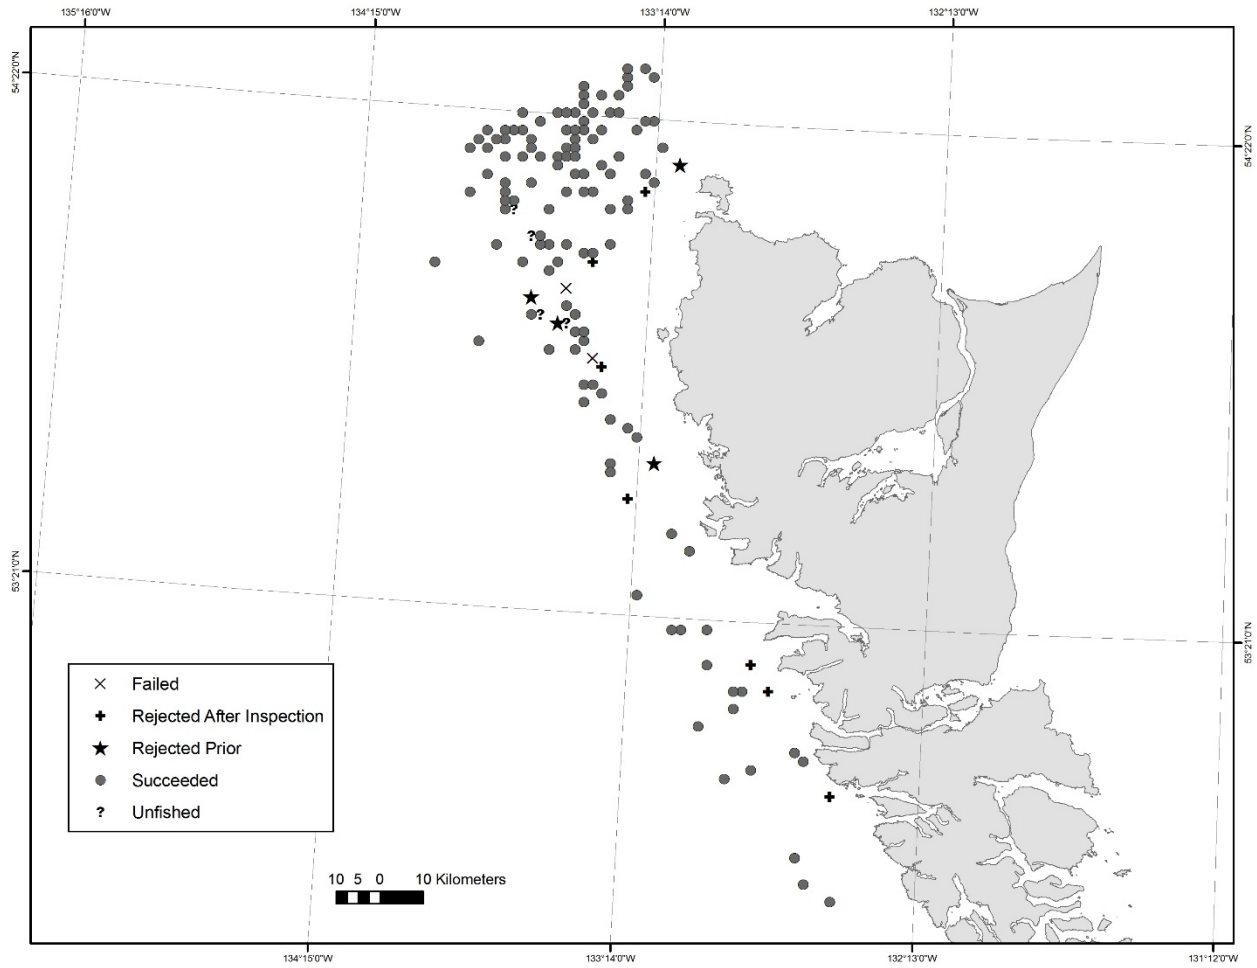 135°16'0"W 134°15'0"W 133°14'0"W 132°13'0"W
54°22'0"N
54°22'0"N
53°21'0"N
53°21'0"N
Failed
Rejected After Inspection
Rejected Prior
Succeeded
? Unfished
? ? ? ?
10 5 0 10 Kilometers
134°15'0"W 133°14'0"W 132°13'0"W 131°12'0"W